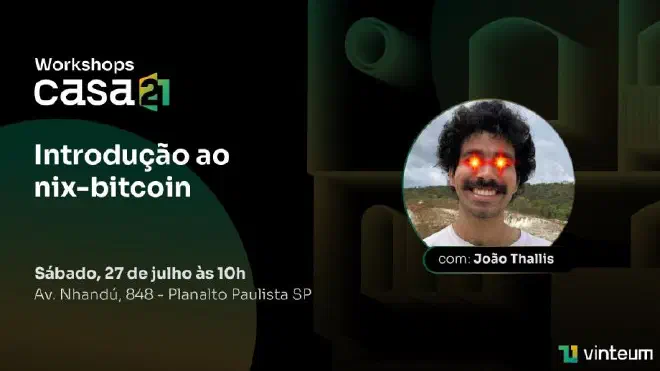 Workshops
casa21
Introdução ao
nix-bitcoin
Sábado, 27 de julho às 10h
Av. Nhandú, 848 - Planalto Paulista SP
com: João Thallis
vinteum